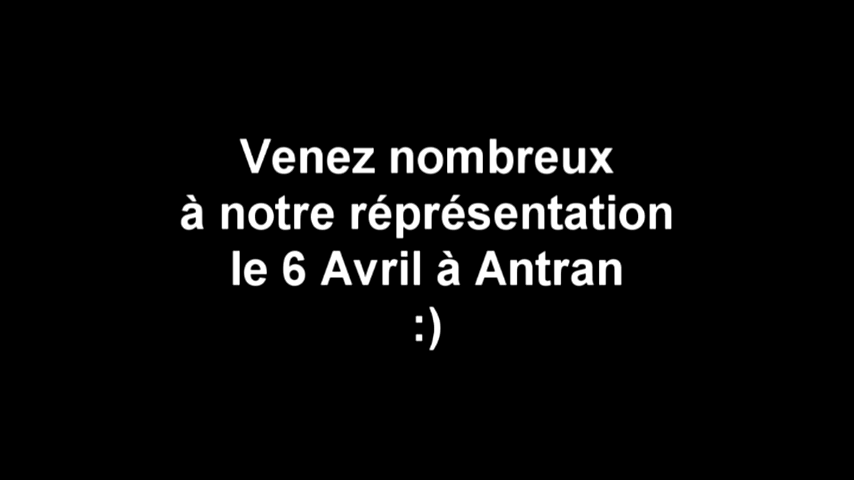 Venez nombreux
à notre réprésentation
le 6 Avril à Antran
:)